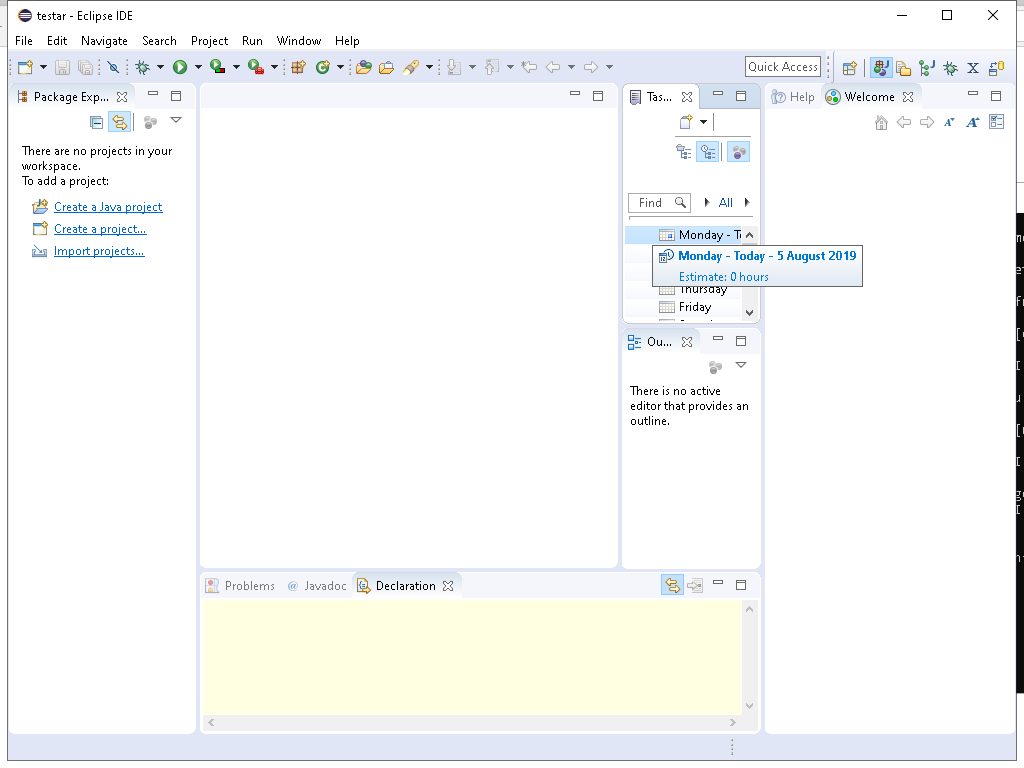 testar - Eclipse IDE
File Edit Navigate Search Project Run Window Help
Quick Access
Package Exp...
There are no projects in your
workspace.
To add a project:
Create a Java project
Create a project...
Import projects...
Tas...
Find
All
Monday - T
Monday - Today - 5 August 2019
Estimate: 0 hours
Thursday
Friday
Ou...
There is no active
editor that provides an
outline.
Help Welcome
Problems @ Javadoc Declaration